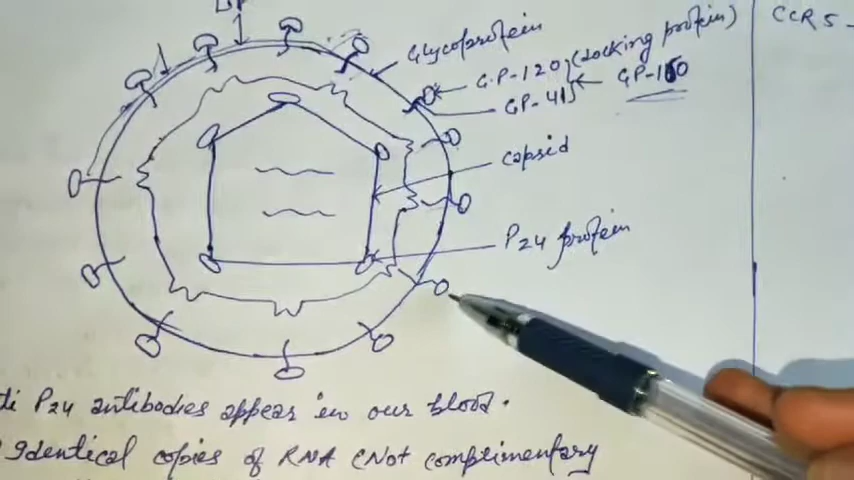 CCR5-
Glycoprotein
GP-120 (docking protein)
GP-160
GP-41
capsid
P24 protein
ti P24 antibodies appear in our blood.
Identical copies of RNA (Not complimentary